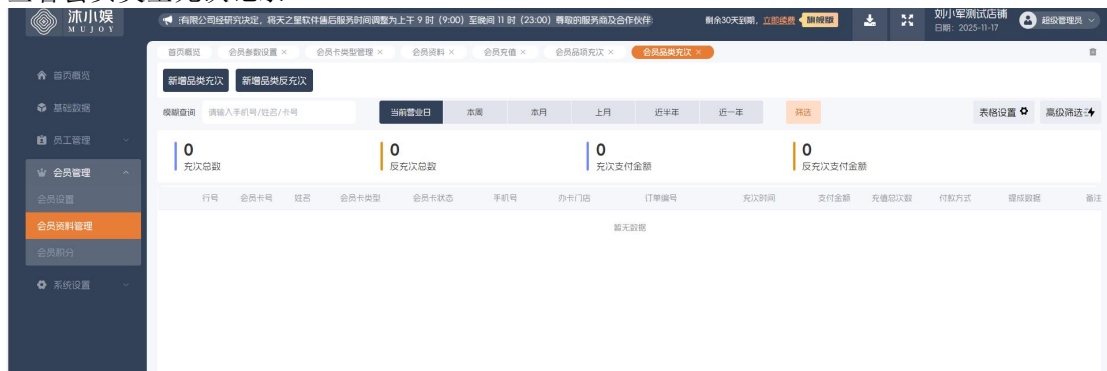 沐小娱
MUJOY
有限公司经研究决定，将天之星软件售后服务时间调整为上午 9 时 (9:00) 至晚间 11 时 (23:00) 尊敬的服务商及合作伙伴
剩余30天到期，立即续费 旗舰版
刘小军测试店铺
日期: 2025-11-17
超级管理员
首页概览 会员参数设置 × 会员卡类型管理 × 会员资料 × 会员充值 × 会员品项充次 × 会员品类充次 ×
首页概览
基础数据
员工管理
会员管理
会员设置
会员资料管理
会员积分
系统设置
新增品类充次 新增品类反充次
模糊查询 请输入手机号/姓名/卡号 当前营业日 本周 本月 上月 近半年 近一年 筛选 表格设置 高级筛选
0 0 0 0
充次总数 反充次总数 充次支付金额 反充次支付金额
行号 会员卡号 姓名 会员卡类型 会员卡状态 手机号 办卡门店 订单编号 充次时间 支付金额 充值总次数 付款方式 提成数据 备注
暂无数据